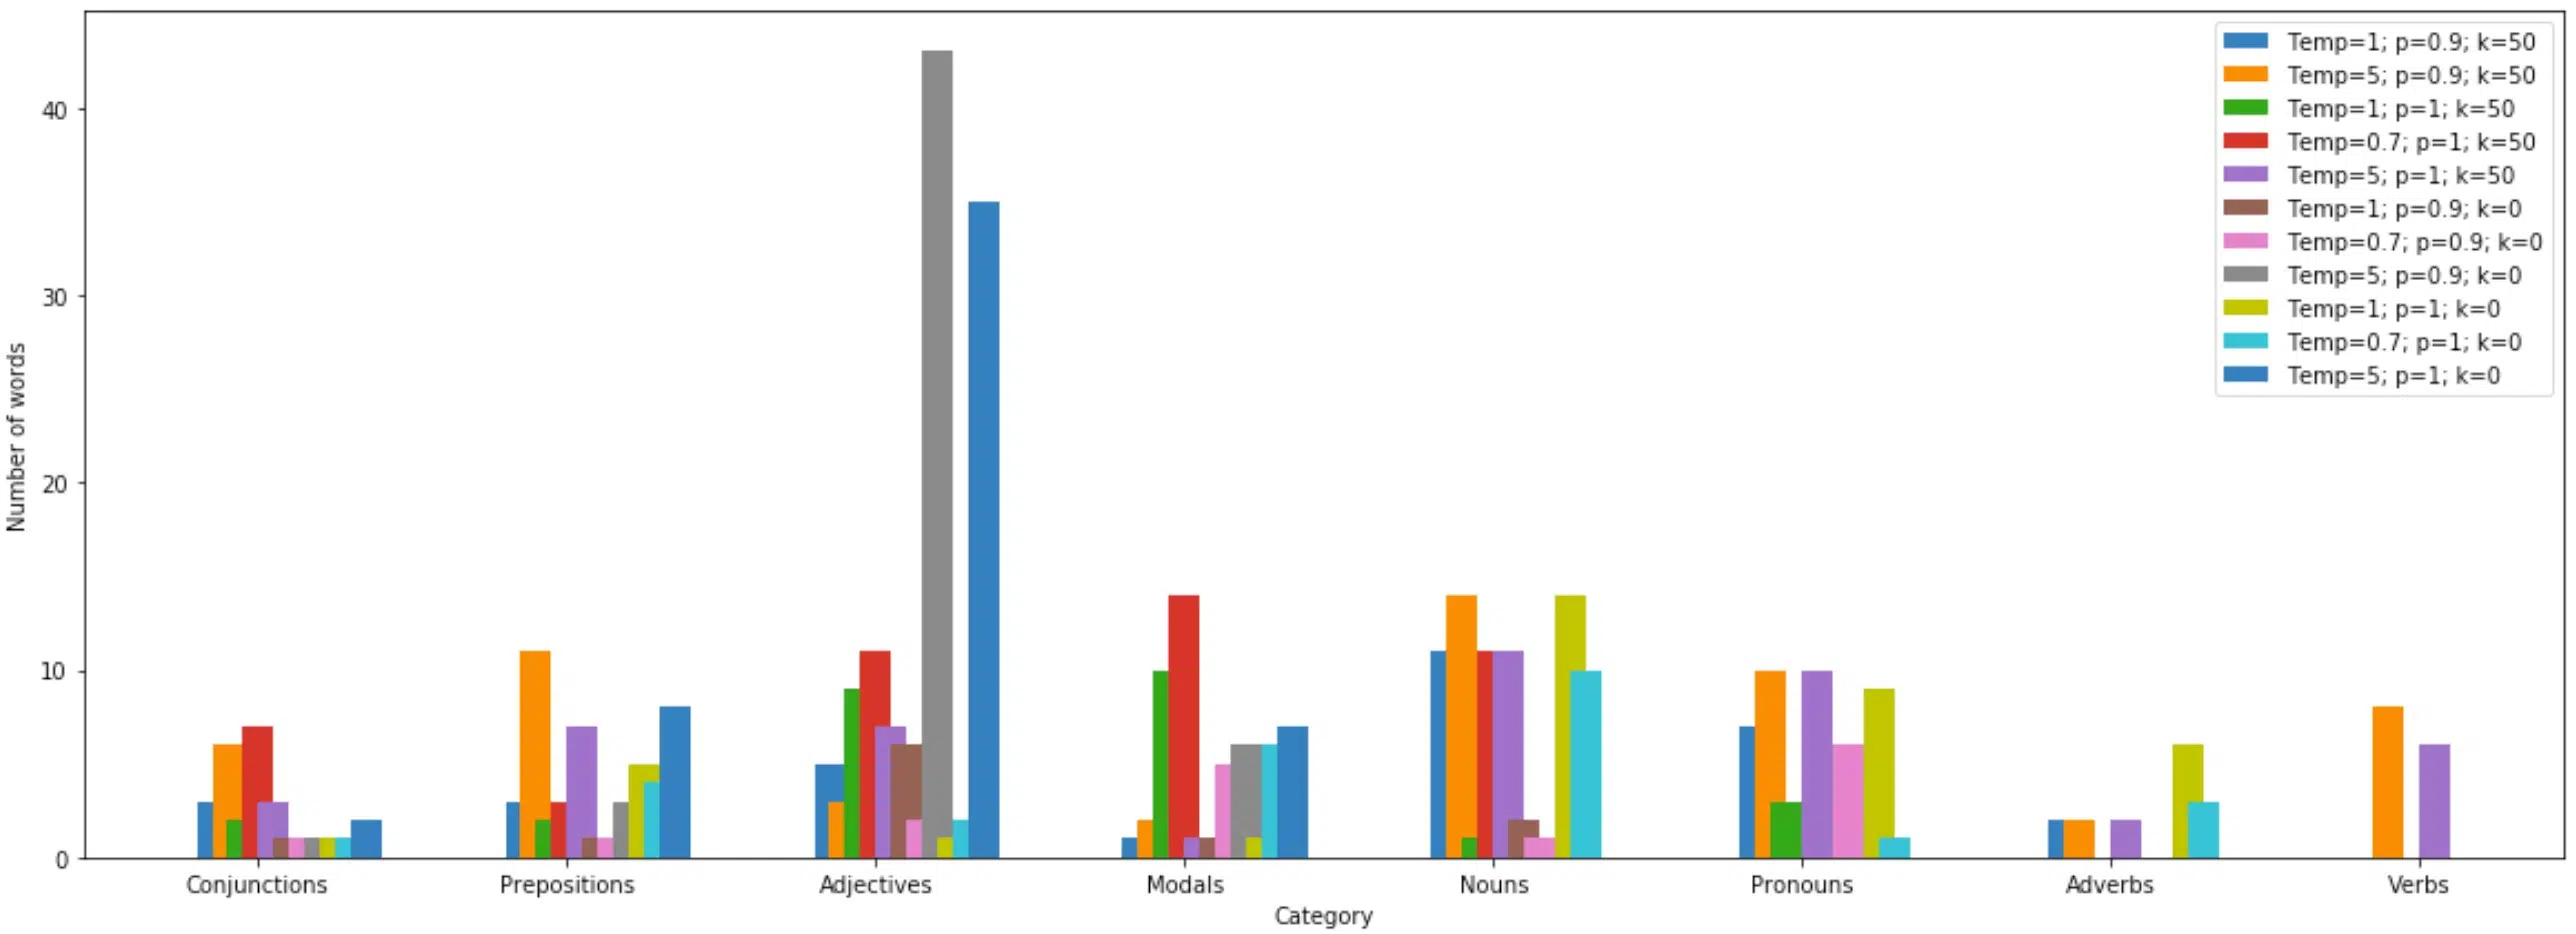 Temp=1; p=0.9; k=50
Temp=5; p=0.9; k=50
Temp=1; p=1; k=50
Temp=0.7; p=1; k=50
Temp=5; p=1; k=50
Temp=1; p=0.9; k=0
Temp=0.7; p=0.9; k=0
Temp=5; p=0.9; k=0
Temp=1; p=1; k=0
Temp=0.7; p=1; k=0
Temp=5; p=1; k=0
Number of words
40
30
20
10
0
Conjunctions Prepositions Adjectives Modals Nouns Pronouns Adverbs Verbs
Category